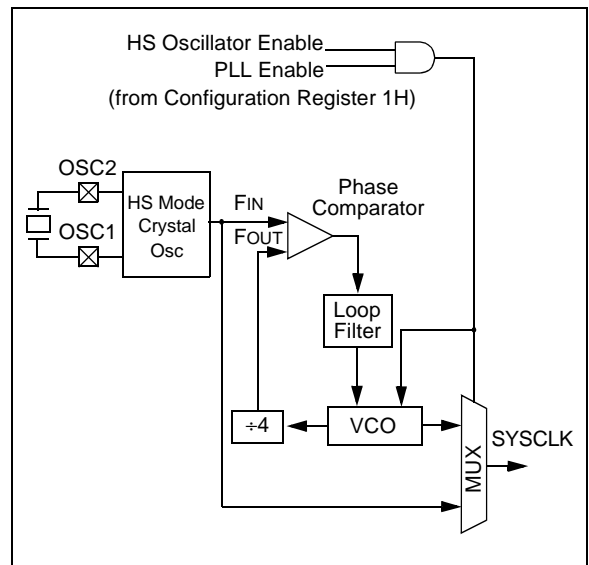 HS Oscillator Enable
PLL Enable
(from Configuration Register 1H)
OSC2
OSC1
HS Mode
Crystal
Osc
FIN
FOUT
Phase
Comparator
Loop
Filter
÷4
VCO
MUX
SYSCLK